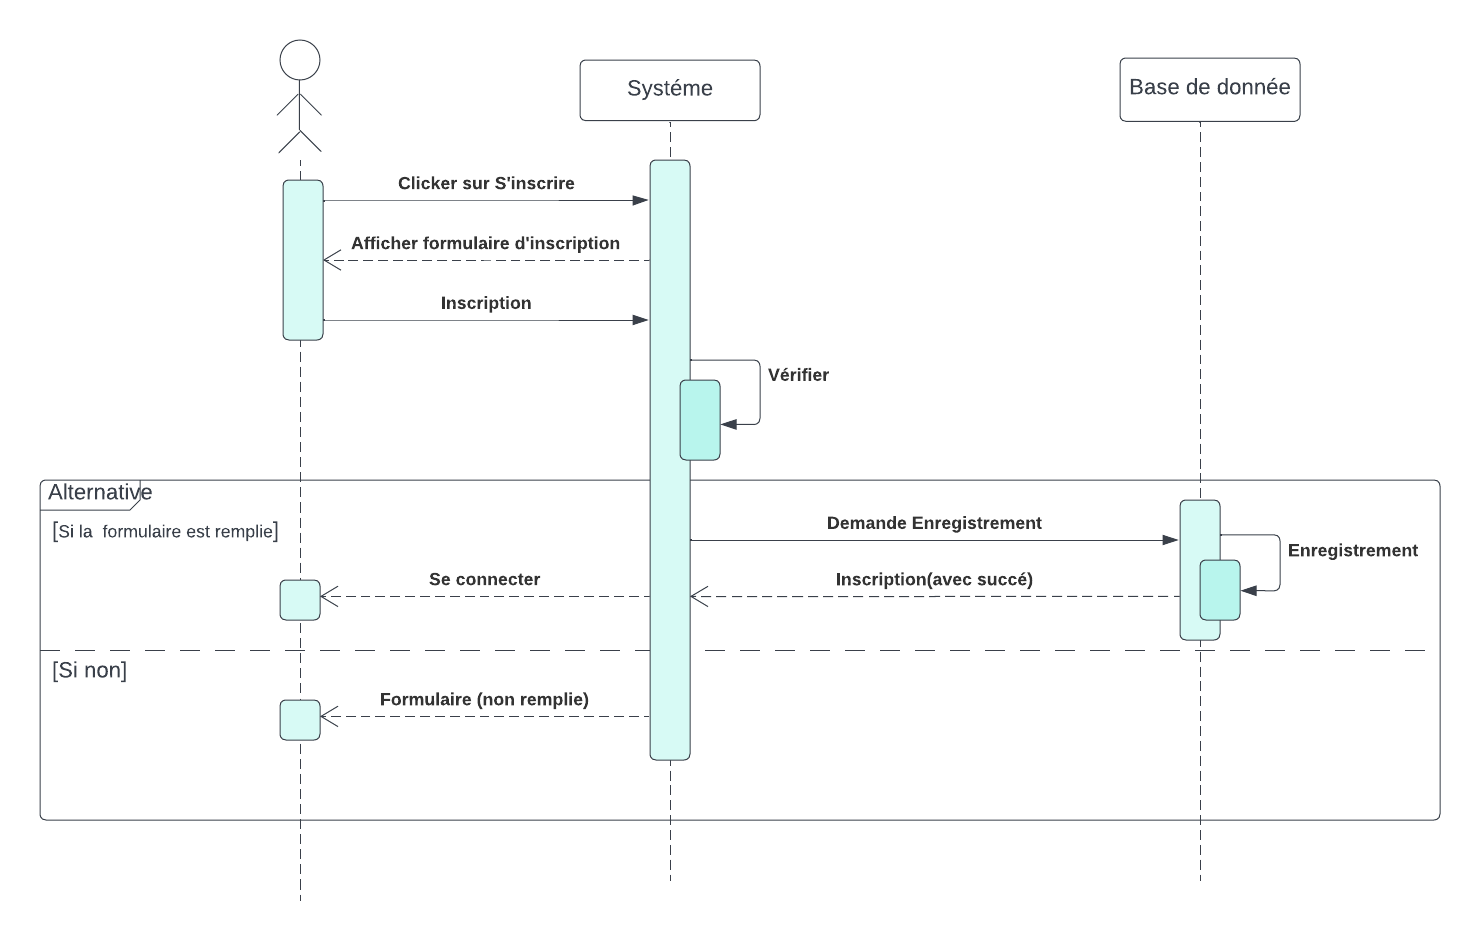 Systéme
Base de donnée
Clicker sur S'inscrire
Afficher formulaire d'inscription
Inscription
Vérifier
Alternative
[Si la  formulaire est remplie]
Demande Enregistrement
Enregistrement
Se connecter
Inscription(avec succé)
[Si non]
Formulaire (non remplie)